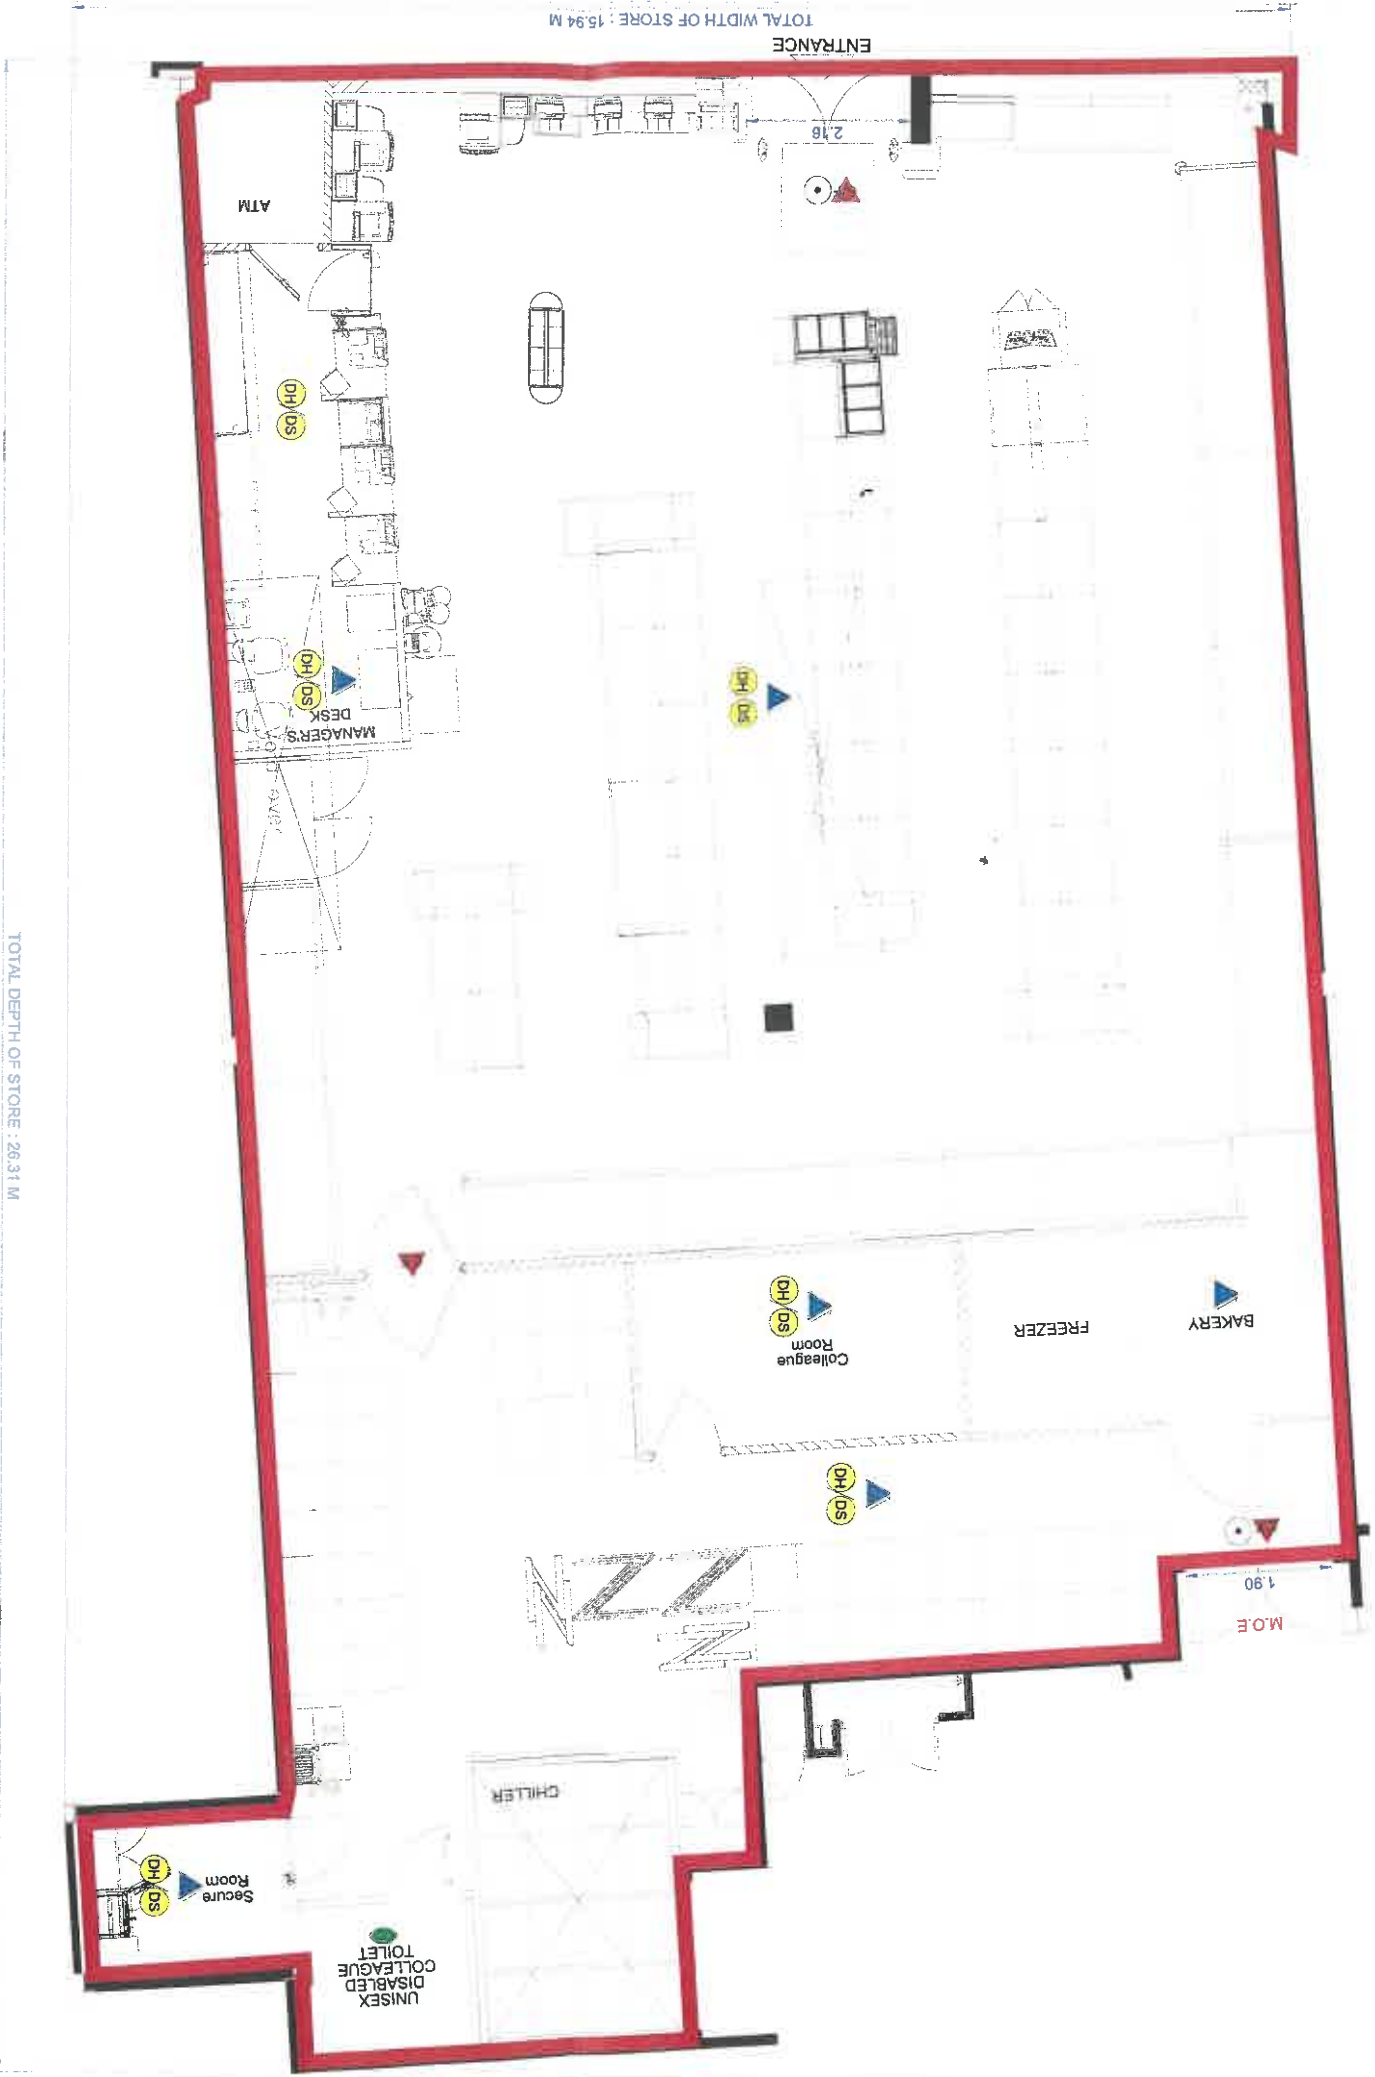 TOTAL WIDTH OF STORE : 15.94 M
ENTRANCE
2.16
ATM
DH DS
DH DS
MANAGER'S
DESK
DH DS
TOTAL DEPTH OF STORE : 26.31 M
DH DS
Colleague
Room
FREEZER
BAKERY
DH DS
1.90
M.O.E
CHILLER
DH DS
Secure
Room
UNISEX
DISABLED
COLLEAGUE
TOILET